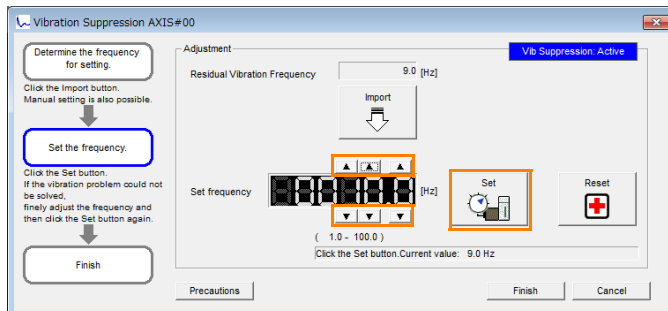 Vibration Suppression AXIS#00
Determine the frequency
for setting.
Click the Import button.
Manual setting is also possible.
Set the frequency.
Click the Set button.
If the vibration problem could not
be solved,
finely adjust the frequency and
then click the Set button again.
Finish
Adjustment
Vib Suppression: Active
Residual Vibration Frequency 9.0 [Hz]
Import
Set frequency [Hz]
Set
Reset
( 1.0 - 100.0 )
Click the Set button.Current value: 9.0 Hz
Precautions
Finish
Cancel